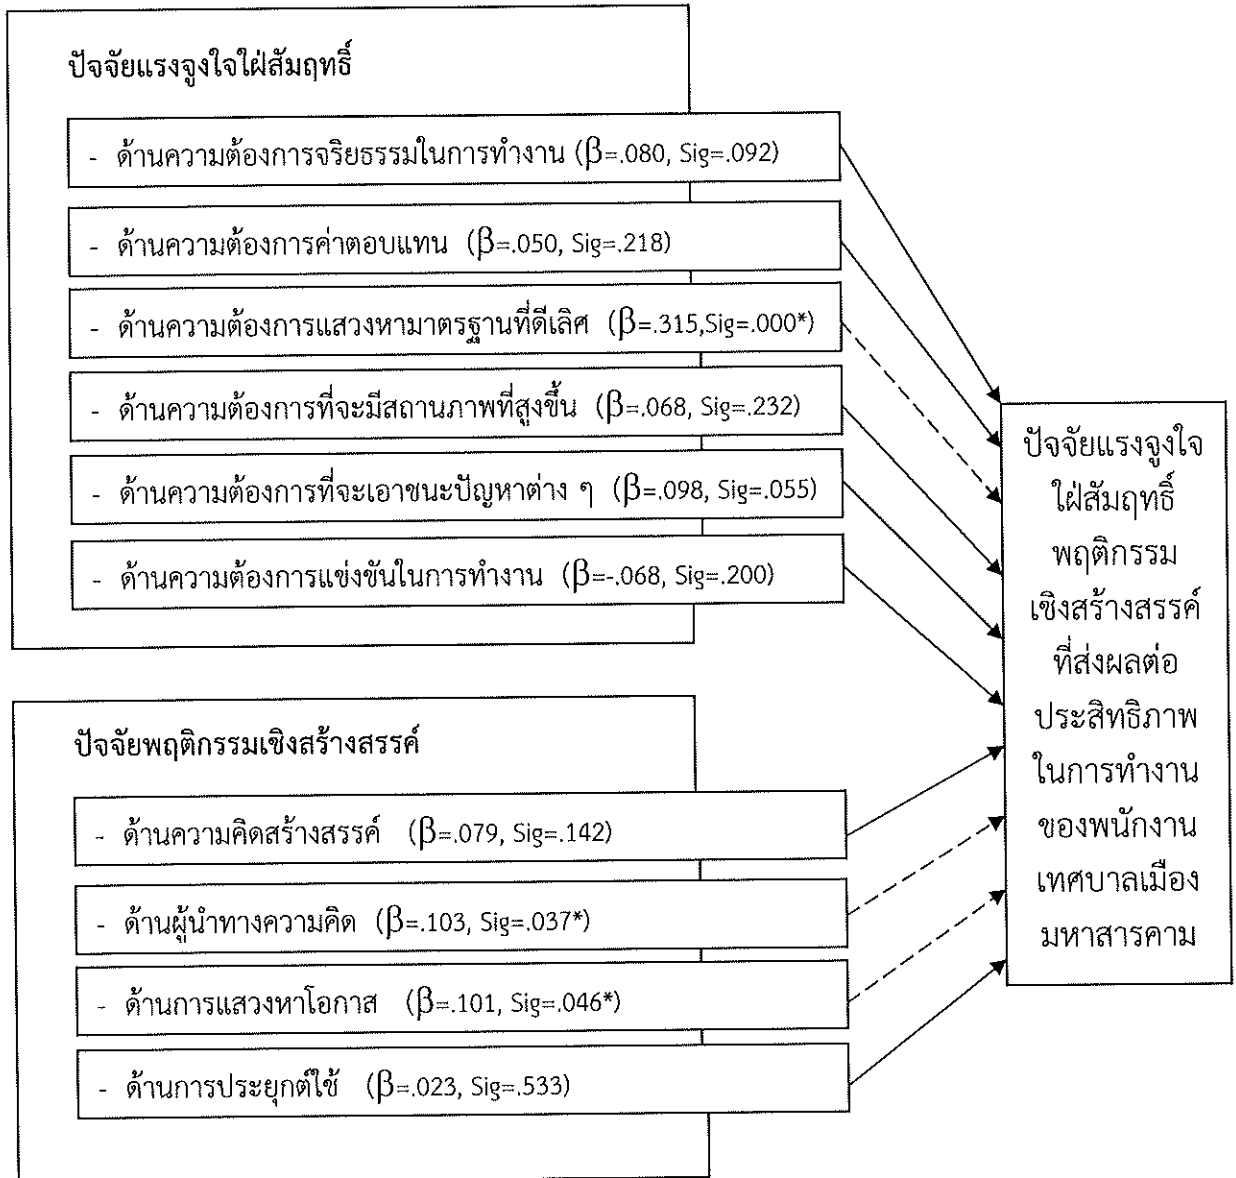 ปัจจัยแรงจูงใจใฝ่สัมฤทธิ์
- ด้านความต้องการจริยธรรมในการทำงาน (β=.080, Sig=.092)
- ด้านความต้องการค่าตอบแทน (β=.050, Sig=.218)
- ด้านความต้องการแสวงหามาตรฐานที่ดีเลิศ (β=.315,Sig=.000*)
- ด้านความต้องการที่จะมีสถานภาพที่สูงขึ้น (β=.068, Sig=.232)
- ด้านความต้องการที่จะเอาชนะปัญหาต่าง ๆ (β=.098, Sig=.055)
- ด้านความต้องการแข่งขันในการทำงาน (β=-.068, Sig=.200)
ปัจจัยพฤติกรรมเชิงสร้างสรรค์
- ด้านความคิดสร้างสรรค์ (β=.079, Sig=.142)
- ด้านผู้นำทางความคิด (β=.103, Sig=.037*)
- ด้านการแสวงหาโอกาส (β=.101, Sig=.046*)
- ด้านการประยุกต์ใช้ (β=.023, Sig=.533)
ปัจจัยแรงจูงใจ
ใฝ่สัมฤทธิ์
พฤติกรรม
เชิงสร้างสรรค์
ที่ส่งผลต่อ
ประสิทธิภาพ
ในการทำงาน
ของพนักงาน
เทศบาลเมือง
มหาสารคาม